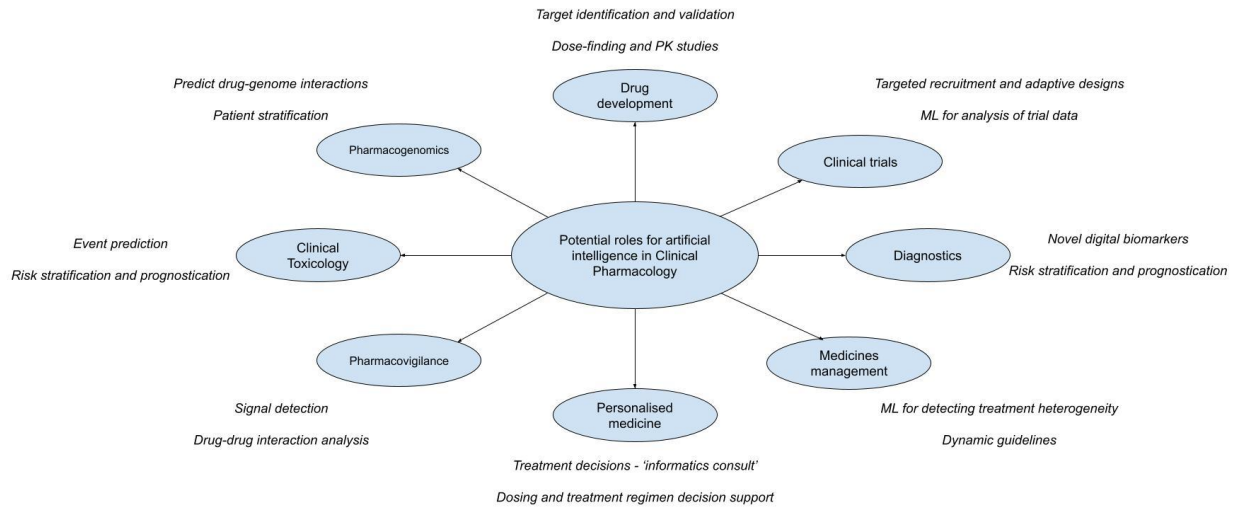 Target identification and validation
Dose-finding and PK studies
Drug
development
Predict drug-genome interactions
Patient stratification
Pharmacogenomics
Targeted recruitment and adaptive designs
ML for analysis of trial data
Clinical trials
Potential roles for artificial
intelligence in Clinical
Pharmacology
Event prediction
Risk stratification and prognostication
Clinical
Toxicology
Diagnostics
Novel digital biomarkers
Risk stratification and prognostication
Pharmacovigilance
Signal detection
Drug-drug interaction analysis
Medicines
management
ML for detecting treatment heterogeneity
Dynamic guidelines
Personalised
medicine
Treatment decisions - ‘informatics consult’
Dosing and treatment regimen decision support